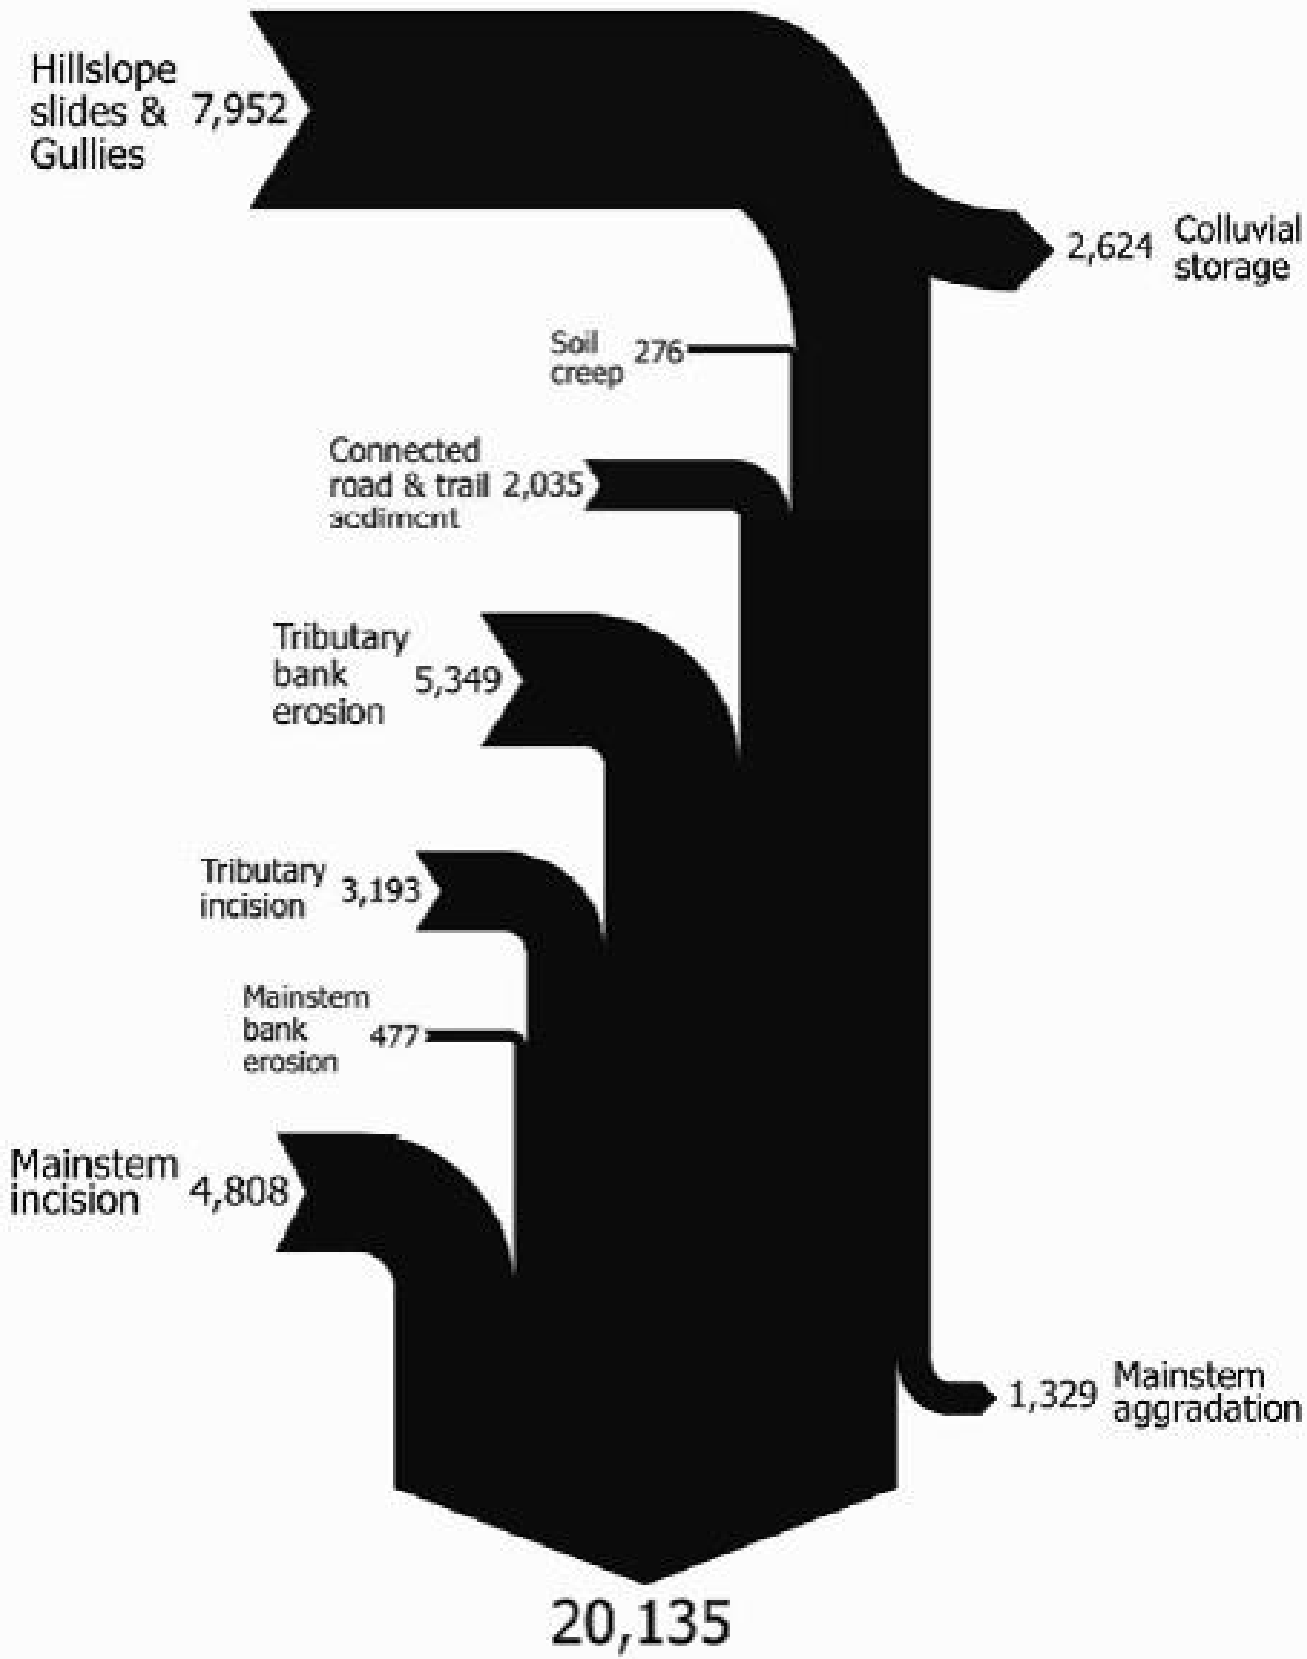 Hillslope
slides & 7,952
Gullies
2,624 Colluvial
storage
Soil 276
creep
Connected
road & trail 2,035
sediment
Tributary
bank 5,349
erosion
Tributary 3,193
incision
Mainstem
bank 477
erosion
Mainstem 4,808
incision
1,329 Mainstem
aggradation
20,135